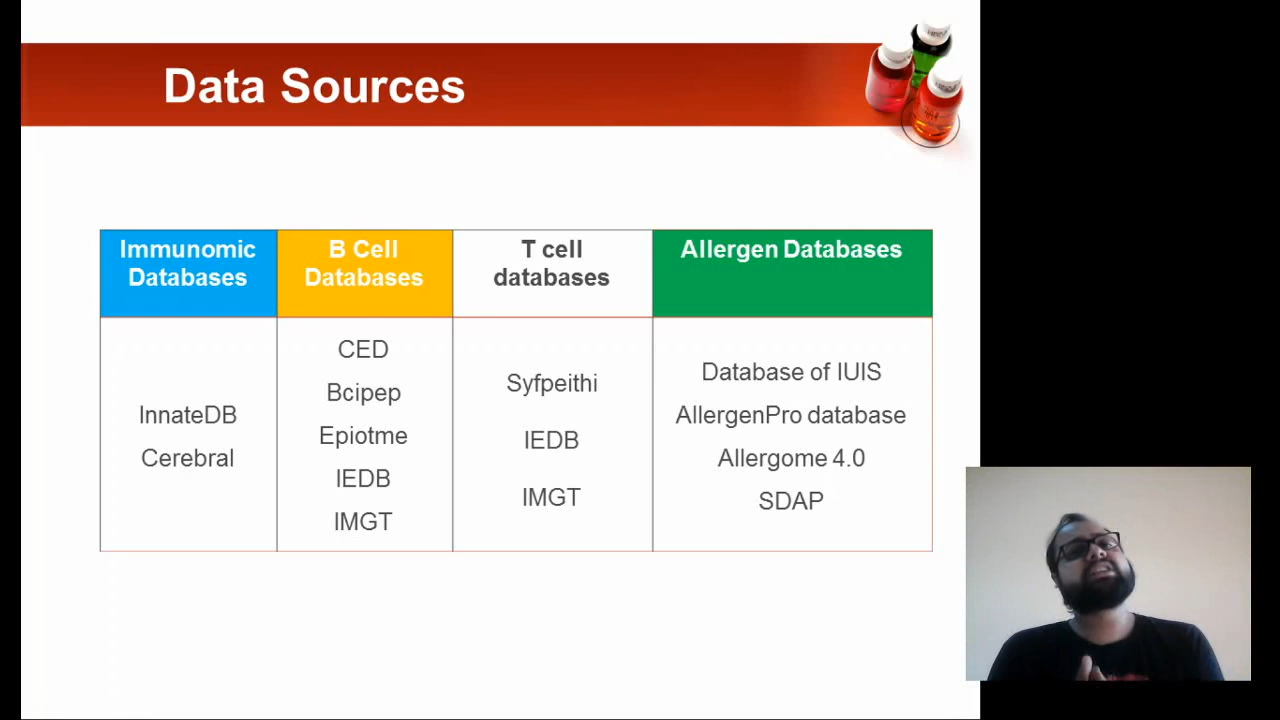 Data Sources
Immunomic
Databases
B Cell
Databases
T cell
databases
Allergen Databases
InnateDB
Cerebral
CED
Bcipep
Epiotme
IEDB
IMGT
Syfpeithi
IEDB
IMGT
Database of IUIS
AllergenPro database
Allergome 4.0
SDAP